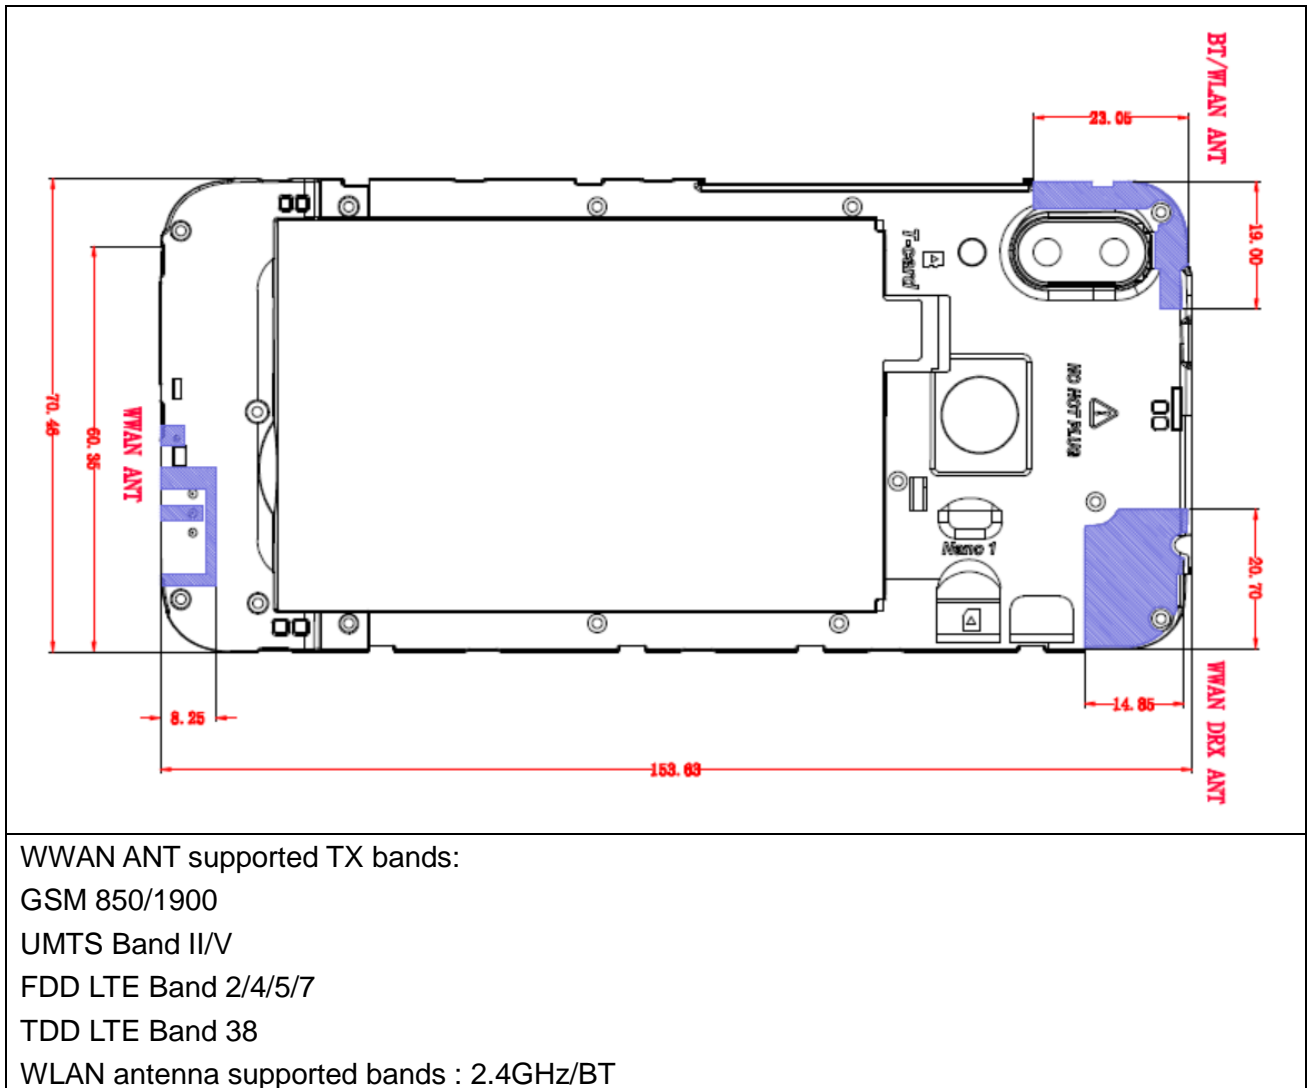 BT/WLAN ANT
23.05
19.00
T-card
70.46
60.35
WWAN ANT
NO HOT PLUG
Nano 1
20.70
8.25
14.85
WWAN DRX ANT
153.63
WWAN ANT supported TX bands:
GSM 850/1900
UMTS Band II/V
FDD LTE Band 2/4/5/7
TDD LTE Band 38
WLAN antenna supported bands : 2.4GHz/BT